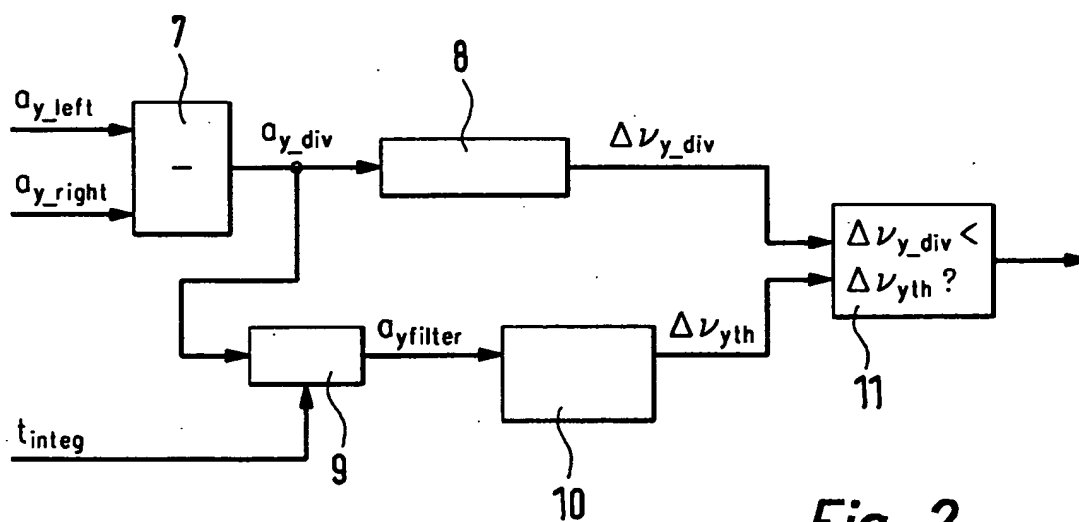 7
8
a_y_left
a_y_div
Δν_y_div
–
a_y_right
Δν_y_div <
Δν_yth ?
a_yfilter
Δν_yth
11
t_integ
9
10
Fig. 2